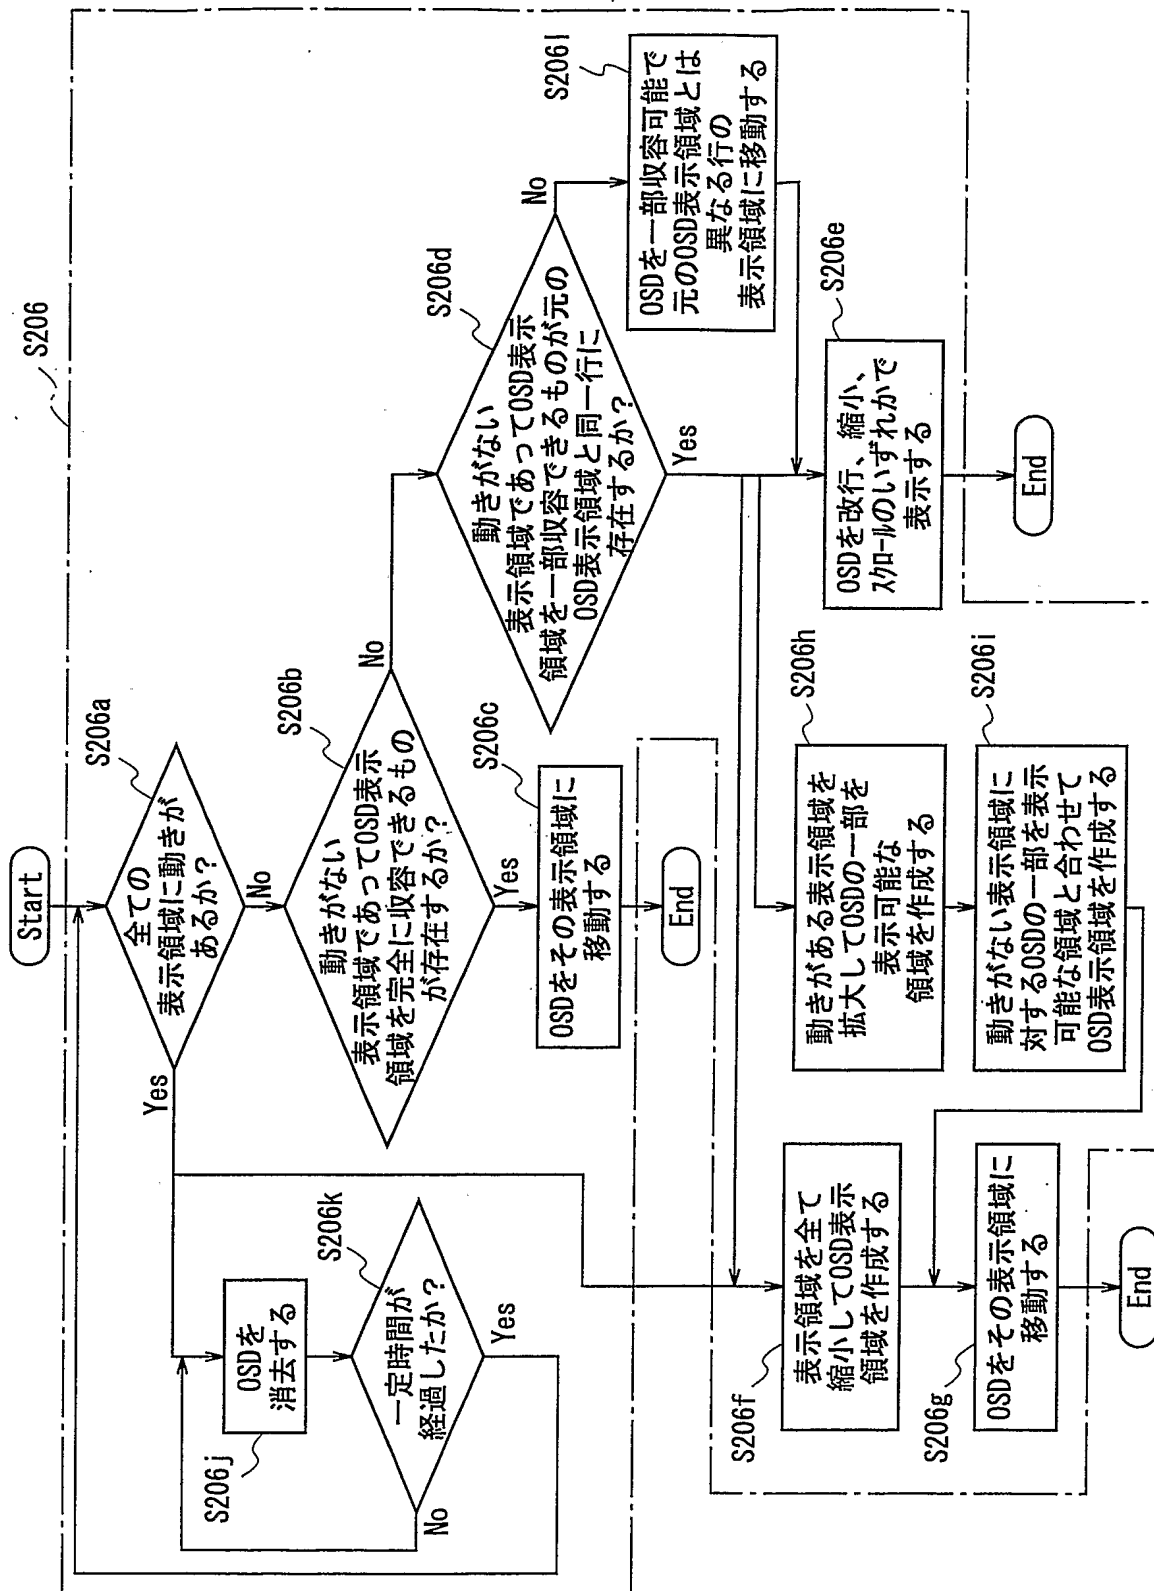 S206
Start
S206a
全ての
表示領域に動きが
あるか?
Yes
No
S206b
動きがない
表示領域であってOSD表示
領域を完全に収容できるもの
が存在するか?
No
Yes
S206c
OSDをその表示領域に
移動する
End
S206d
動きがない
表示領域であってOSD表示
領域を一部収容できるものが元の
OSD表示領域と同一行に
存在するか?
No
Yes
S206l
OSDを一部収容可能で
元のOSD表示領域とは
異なる行の
表示領域に移動する
S206e
OSDを改行、縮小、
スクロールのいずれかで
表示する
End
S206j
OSDを
消去する
S206k
一定時間が
経過したか?
No
Yes
S206h
動きがある表示領域を
拡大してOSDの一部を
表示可能な
領域を作成する
S206i
動きがない表示領域に
対するOSDの一部を表示
可能な領域と合わせて
OSD表示領域を作成する
S206f
表示領域を全て
縮小してOSD表示
領域を作成する
S206g
OSDをその表示領域に
移動する
End